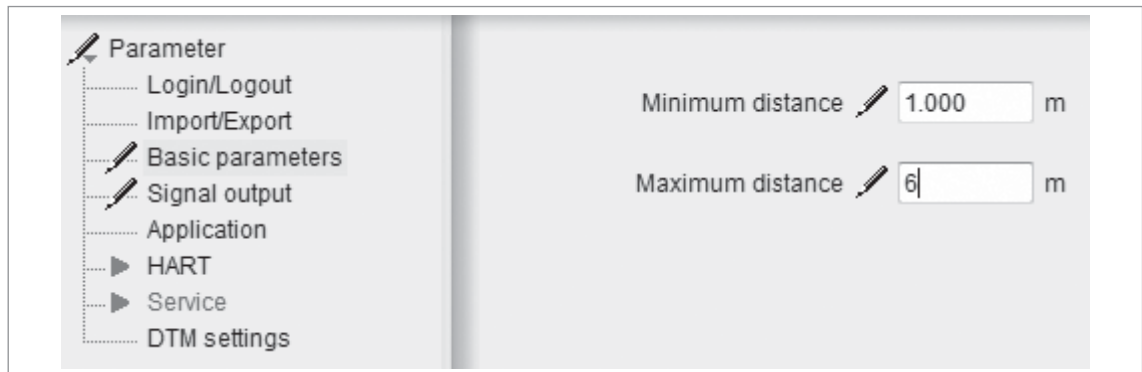 Parameter
Login/Logout
Import/Export
Basic parameters
Signal output
Application
HART
Service
DTM settings
Minimum distance 1.000 m
Maximum distance 6 m